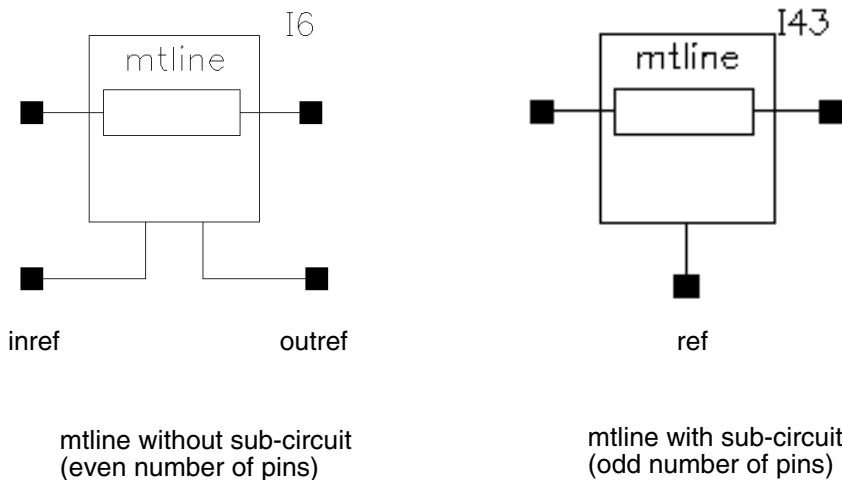 I6
mtline
I43
mtline
inref
outref
ref
mtline without sub-circuit
(even number of pins)
mtline with sub-circuit
(odd number of pins)